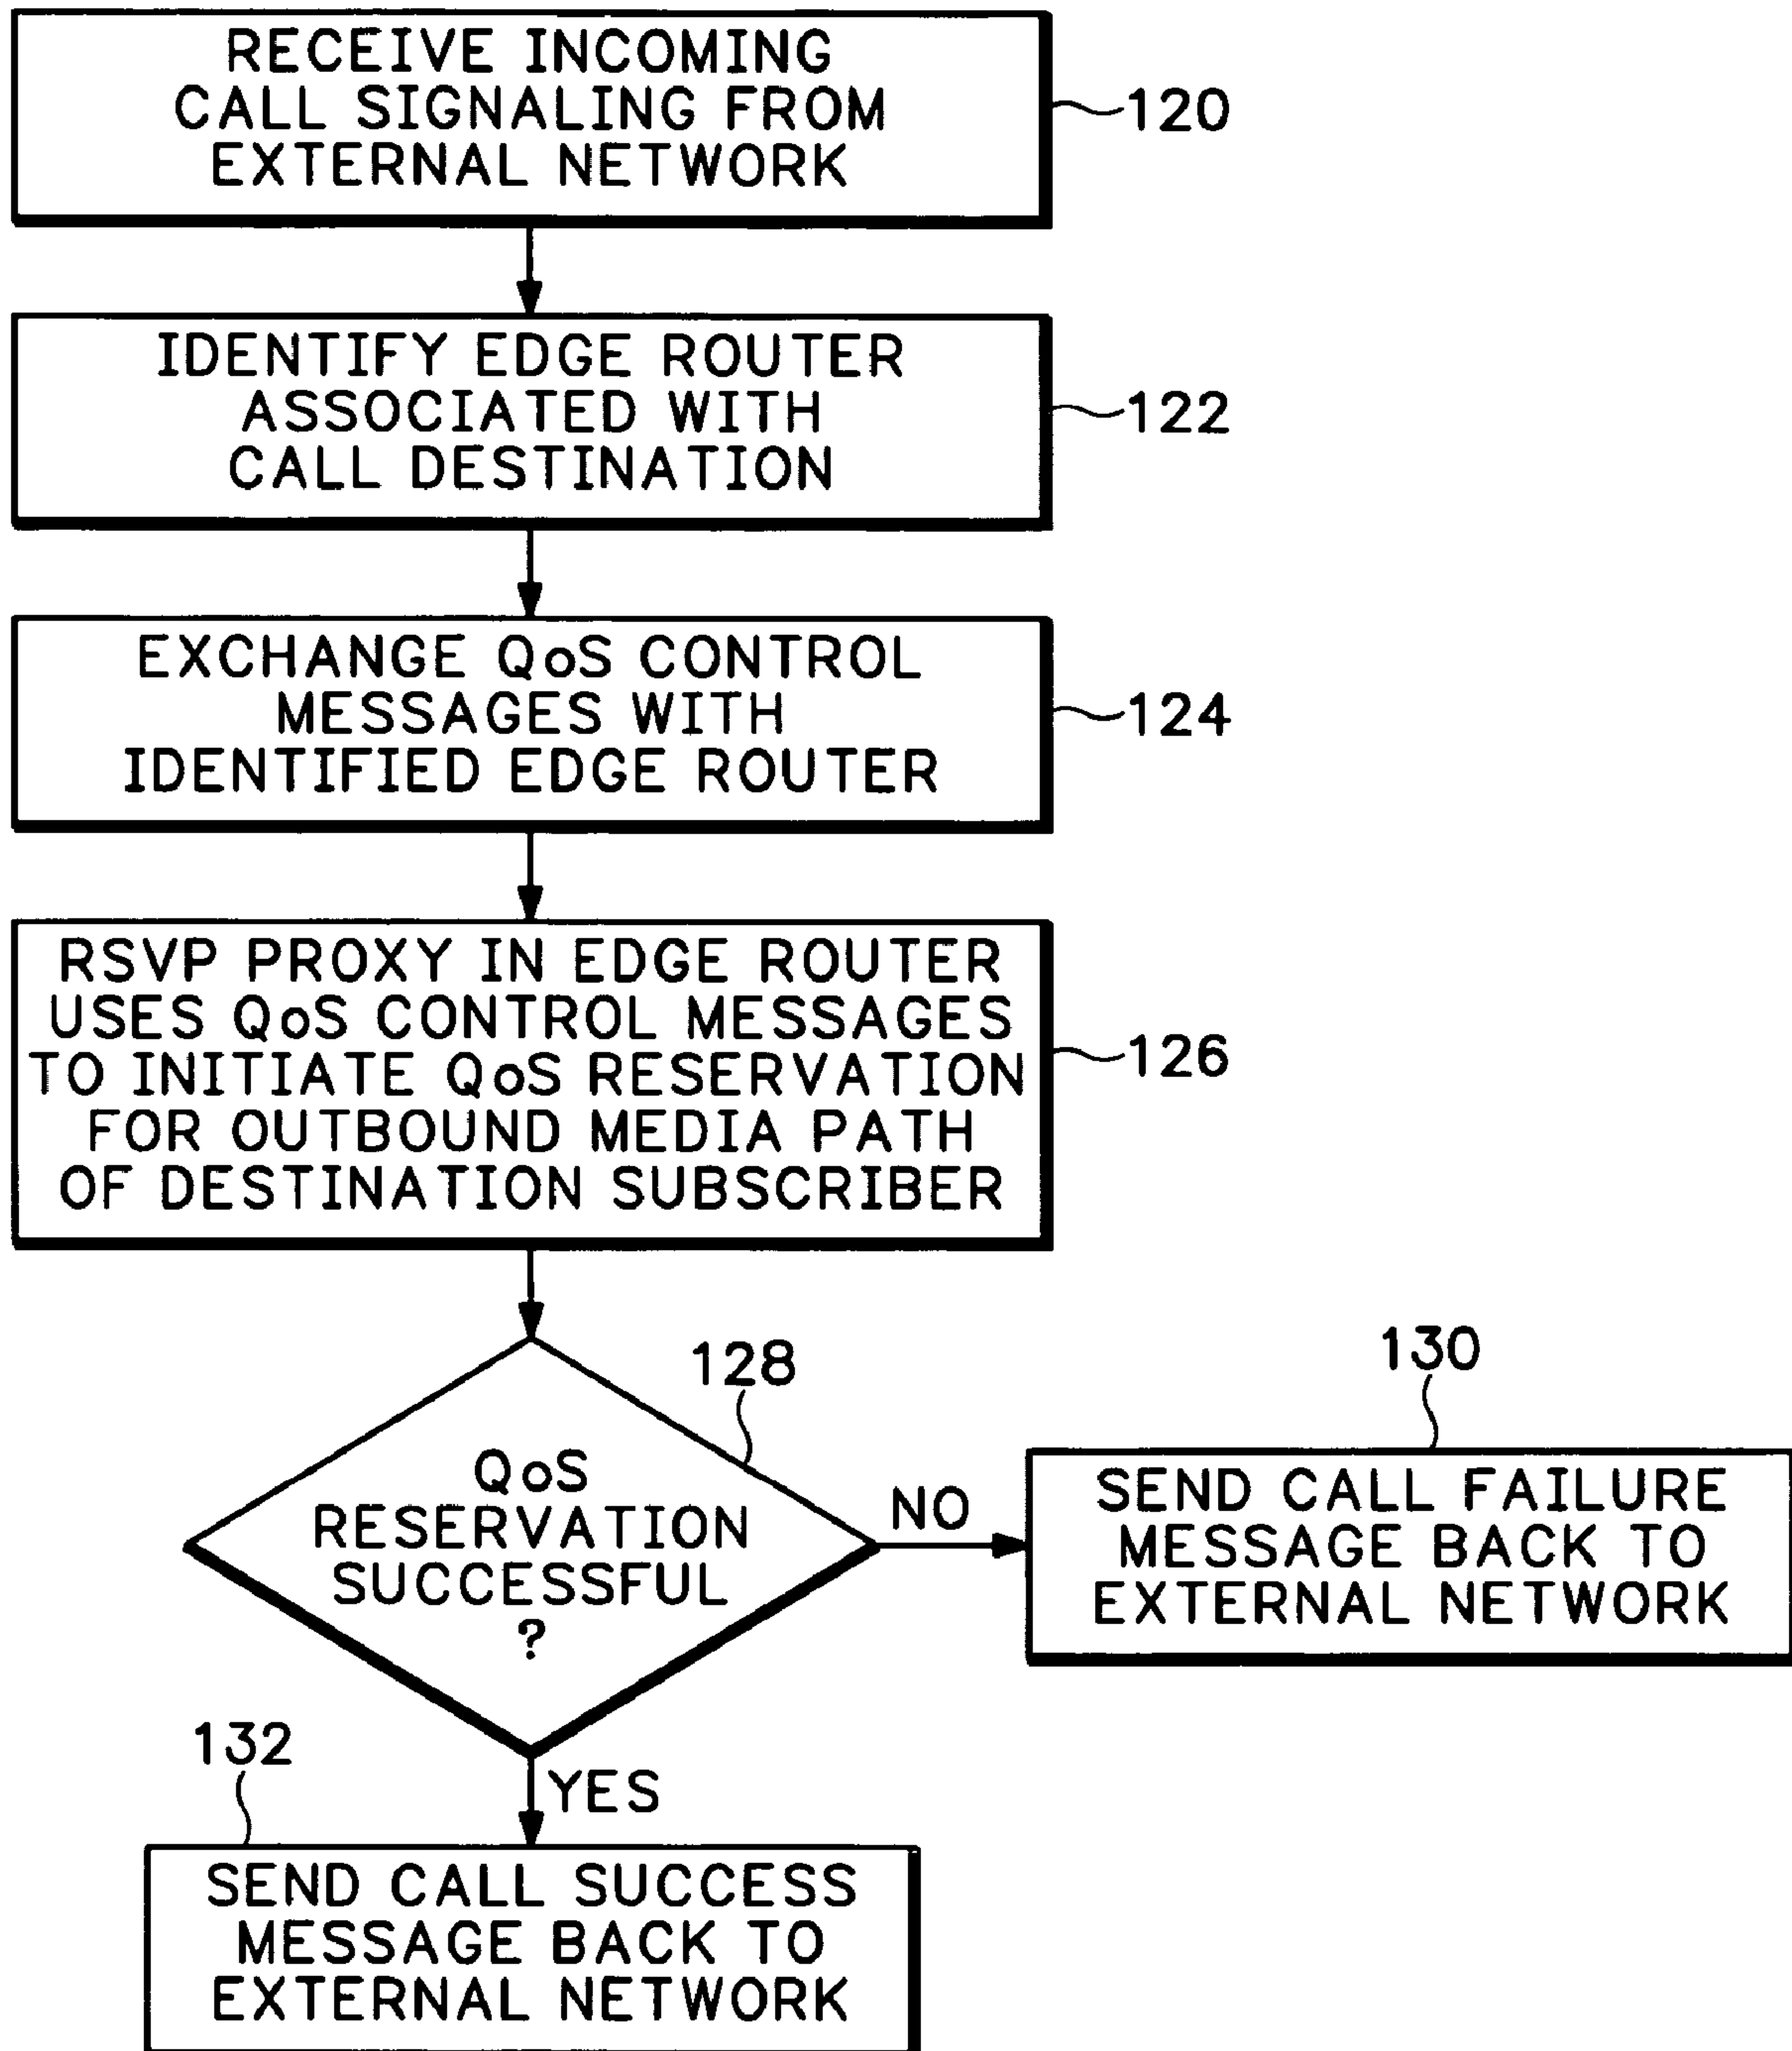 RECEIVE INCOMING
CALL SIGNALING FROM
EXTERNAL NETWORK
120
IDENTIFY EDGE ROUTER
ASSOCIATED WITH
CALL DESTINATION
122
EXCHANGE QoS CONTROL
MESSAGES WITH
IDENTIFIED EDGE ROUTER
124
RSVP PROXY IN EDGE ROUTER
USES QoS CONTROL MESSAGES
TO INITIATE QoS RESERVATION
FOR OUTBOUND MEDIA PATH
OF DESTINATION SUBSCRIBER
126
128
QoS
RESERVATION
SUCCESSFUL
?
NO
130
SEND CALL FAILURE
MESSAGE BACK TO
EXTERNAL NETWORK
YES
132
SEND CALL SUCCESS
MESSAGE BACK TO
EXTERNAL NETWORK